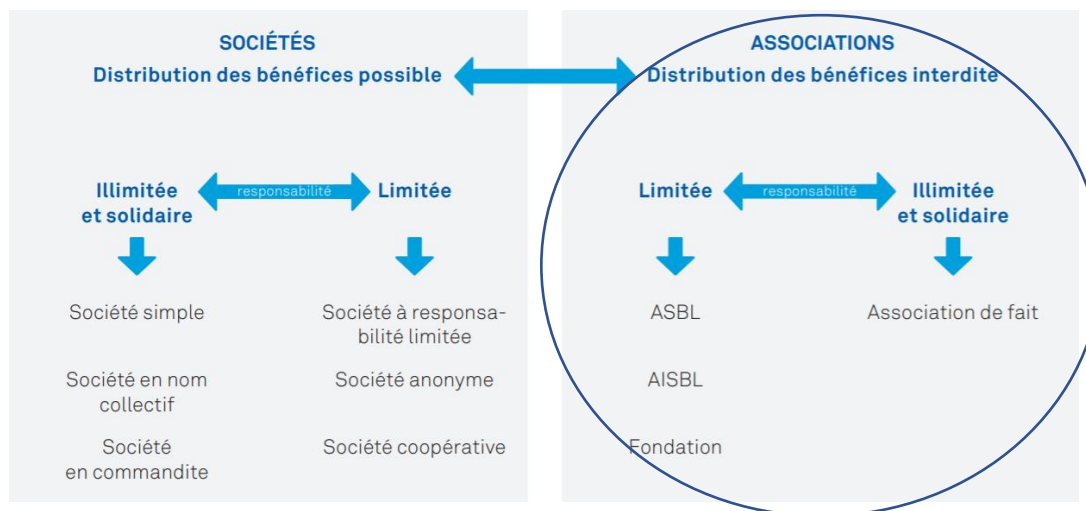 SOCIÉTÉS
Distribution des bénéfices possible
Illimitée
et solidaire
responsabilité
Limitée
Société simple
Société à responsa-
bilité limitée
Société en nom
collectif
Société anonyme
Société
en commandite
Société coopérative
ASSOCIATIONS
Distribution des bénéfices interdite
Limitée
responsabilité
Illimitée
et solidaire
ASBL
Association de fait
AISBL
Fondation